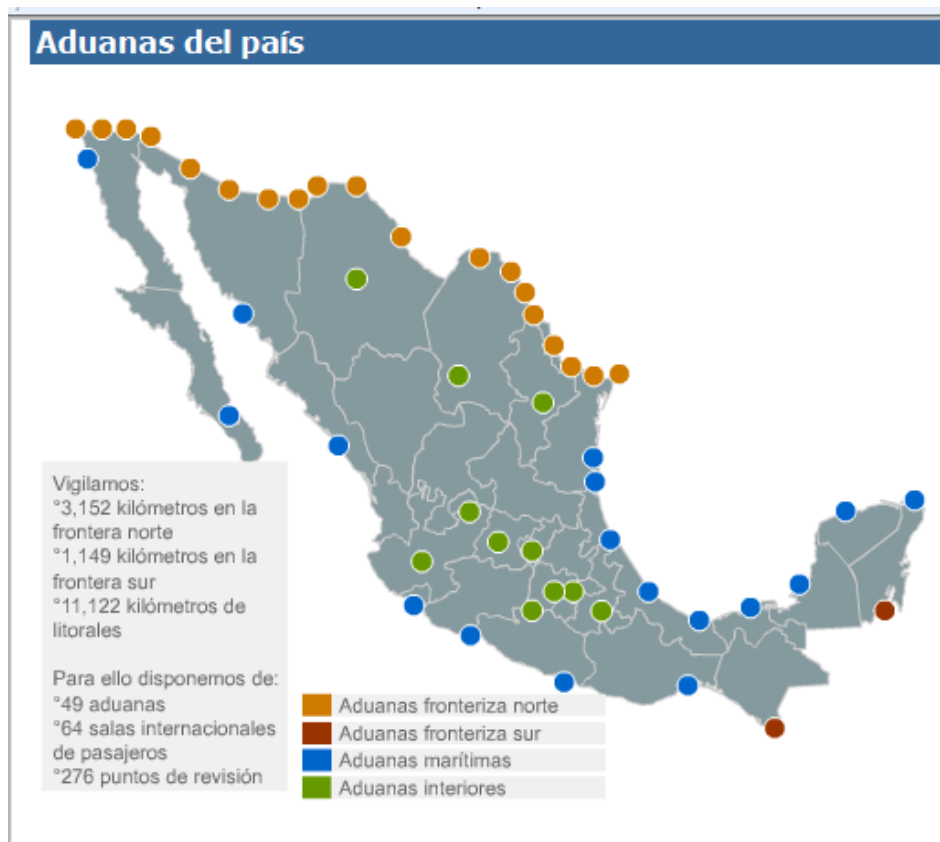 Aduanas del país
Vigilamos:
°3,152 kilómetros en la
frontera norte
°1,149 kilómetros en la
frontera sur
°11,122 kilómetros de
litorales
Para ello disponemos de:
°49 aduanas
°64 salas internacionales
de pasajeros
°276 puntos de revisión
Aduanas fronteriza norte
Aduanas fronteriza sur
Aduanas marítimas
Aduanas interiores